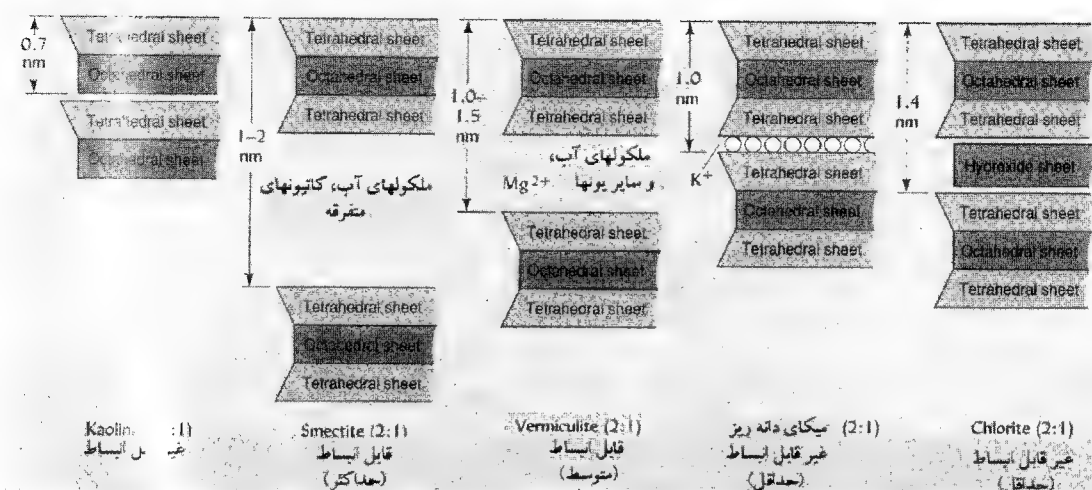 0.7
nm
Tetrahedral sheet
Octahedral sheet
Tetrahedral sheet
Octahedral sheet
1-2
nm
Tetrahedral sheet
Octahedral sheet
Tetrahedral sheet
ملکولهای آب، کاتیونهای
متفرقه
Tetrahedral sheet
Octahedral sheet
Tetrahedral sheet
1.0-
1.5
nm
Tetrahedral sheet
Octahedral sheet
Tetrahedral sheet
ملکولهای آب،
Mg2+ و سایر یونها
Tetrahedral sheet
Octahedral sheet
Tetrahedral sheet
1.0
nm
Tetrahedral sheet
Octahedral sheet
Tetrahedral sheet
K+
Tetrahedral sheet
Octahedral sheet
Tetrahedral sheet
1.4
nm
Tetrahedral sheet
Octahedral sheet
Tetrahedral sheet
Hydroxide sheet
Tetrahedral sheet
Octahedral sheet
Tetrahedral sheet
:1)
انبساط
Smectite (2:1)
قابل انبساط
(حداکثر)
Vermiculite (2:1)
قابل انبساط
(متوسط)
میکای دانه ریز (2:1)
غیر قابل انبساط
(حداقل)
Chlorite (2:1)
غیر قابل انبساط
(حداقل)